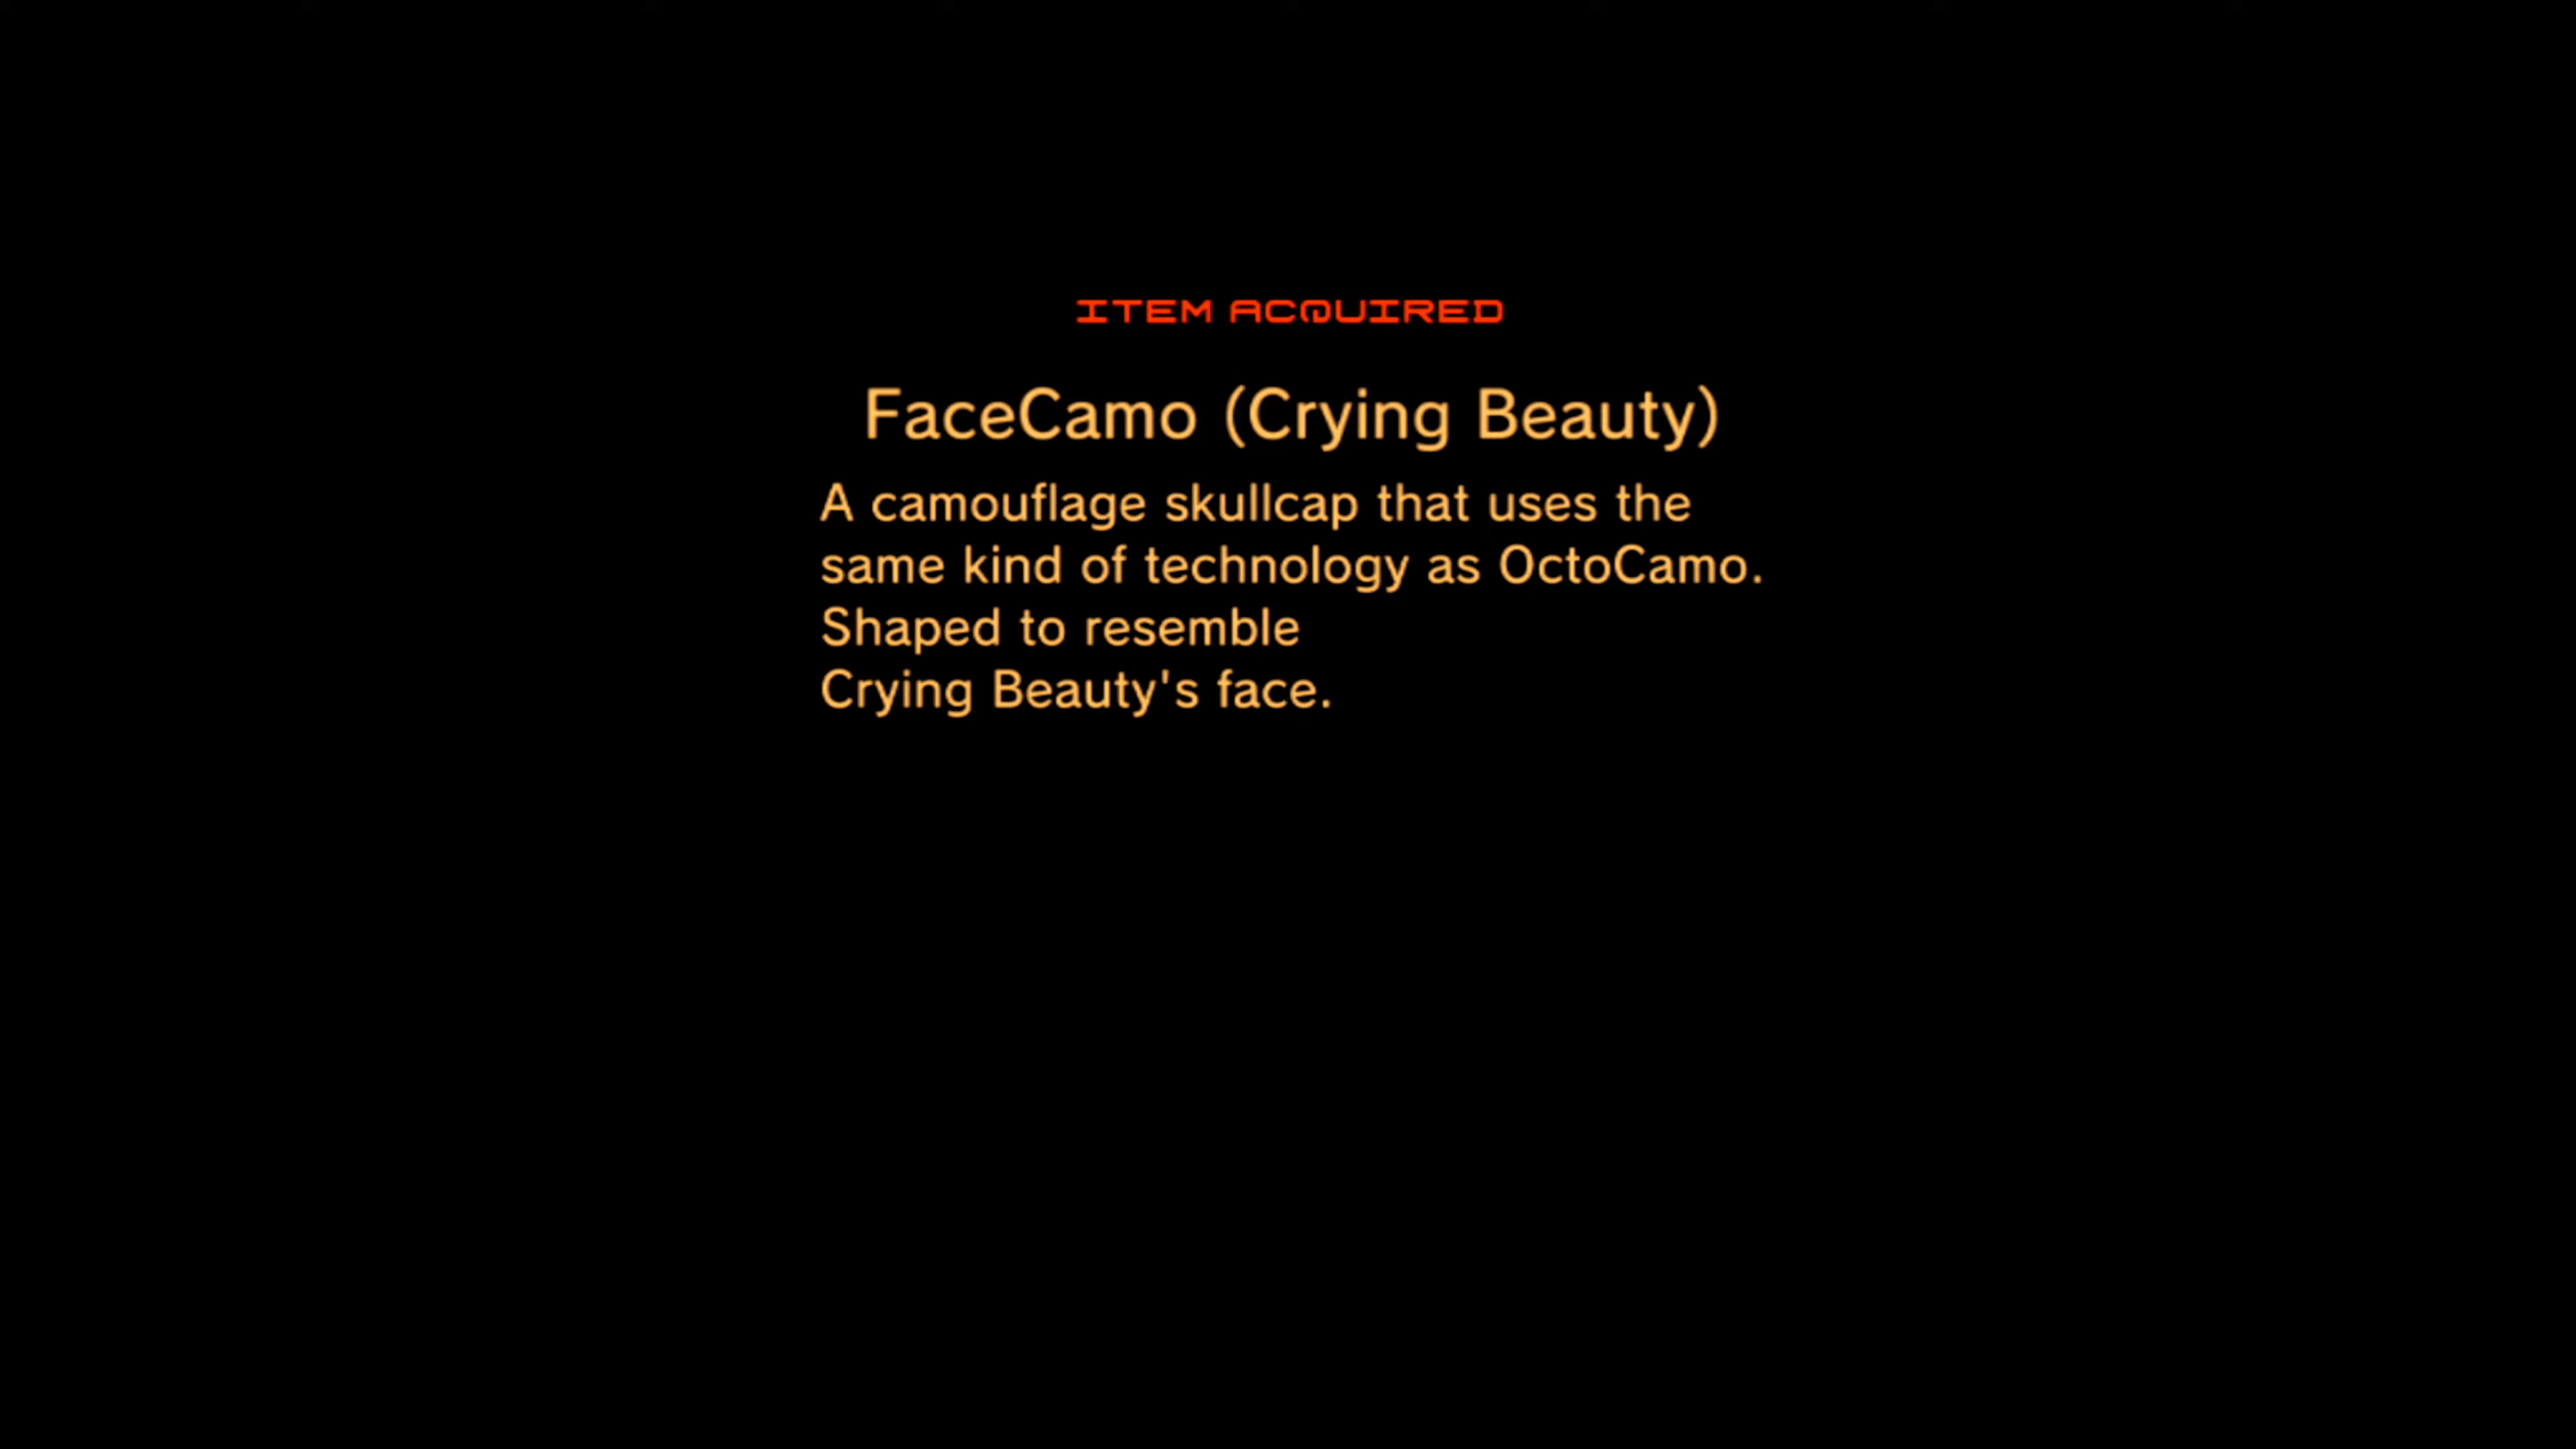 ITEM ACQUIRED
FaceCamo (Crying Beauty)
A camouflage skullcap that uses the
same kind of technology as OctoCamo.
Shaped to resemble
Crying Beauty's face.